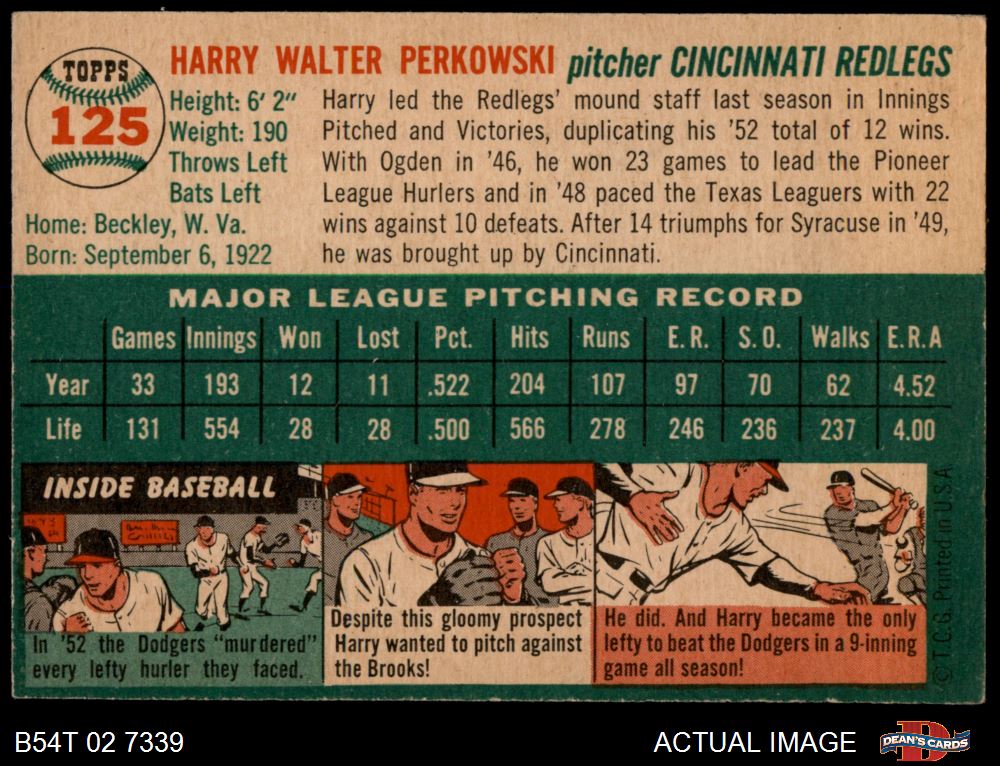 TOPPS
125
HARRY WALTER PERKOWSKI pitcher CINCINNATI REDLEGS
Height: 6' 2"
Weight: 190
Throws Left
Bats Left
Home: Beckley, W. Va.
Born: September 6, 1922
Harry led the Redlegs' mound staff last season in Innings
Pitched and Victories, duplicating his '52 total of 12 wins.
With Ogden in '46, he won 23 games to lead the Pioneer
League Hurlers and in '48 paced the Texas Leaguers with 22
wins against 10 defeats. After 14 triumphs for Syracuse in '49,
he was brought up by Cincinnati.
MAJOR LEAGUE PITCHING RECORD
Games Innings Won Lost Pct. Hits Runs E.R. S.O. Walks E.R.A
Year 33 193 12 11 .522 204 107 97 70 62 4.52
Life 131 554 28 28 .500 566 278 246 236 237 4.00
INSIDE BASEBALL
In '52 the Dodgers "murdered"
every lefty hurler they faced.
Despite this gloomy prospect
Harry wanted to pitch against
the Brooks!
He did. And Harry became the only
lefty to beat the Dodgers in a 9-inning
game all season!
© T.C.G. Printed in U.S.A
B54T 02 7339
ACTUAL IMAGE
D
DEAN'S CARDS